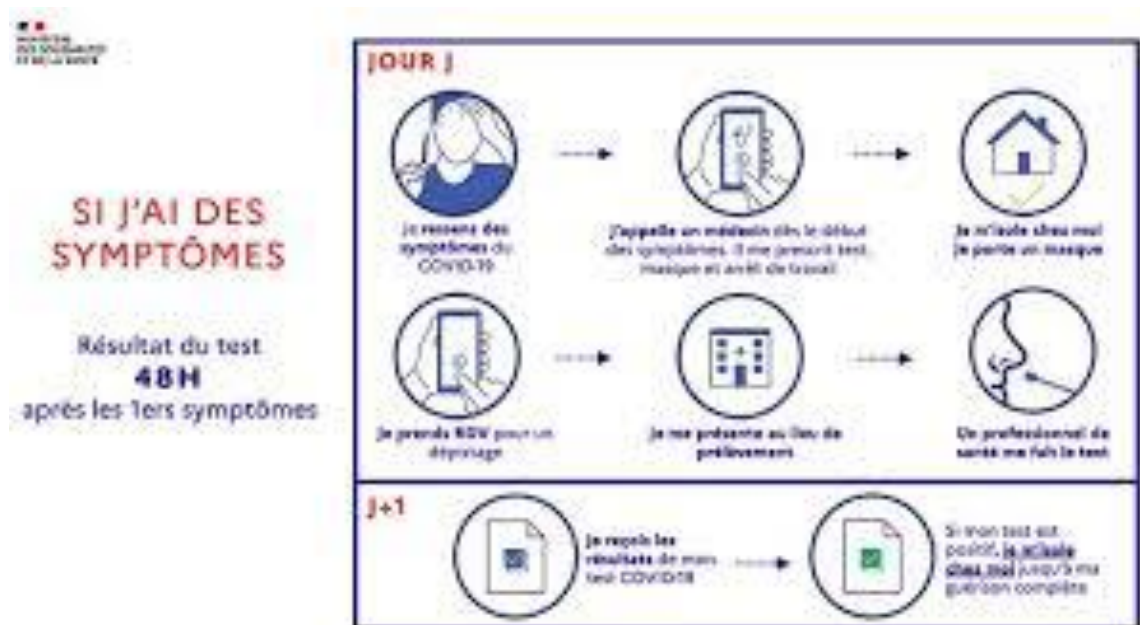 SI J'AI DES
SYMPTÔMES
Résultat du test
48H
après les 1ers symptômes
JOUR J
Je ressens des
symptômes du
COVID-19
J'appelle un médecin dès le début
des symptômes. Il me prescrit test,
masque et arrêt de travail
Je m'isole chez moi
Je porte un masque
Je prends RDV pour un
dépistage
Je me présente au lieu de
prélèvement
Un professionnel de
santé me fait le test
J+1
Je reçois les
résultats de mon
test COVID-19
Si mon test est
positif, je m'isole
chez moi jusqu'à ma
guérison complète